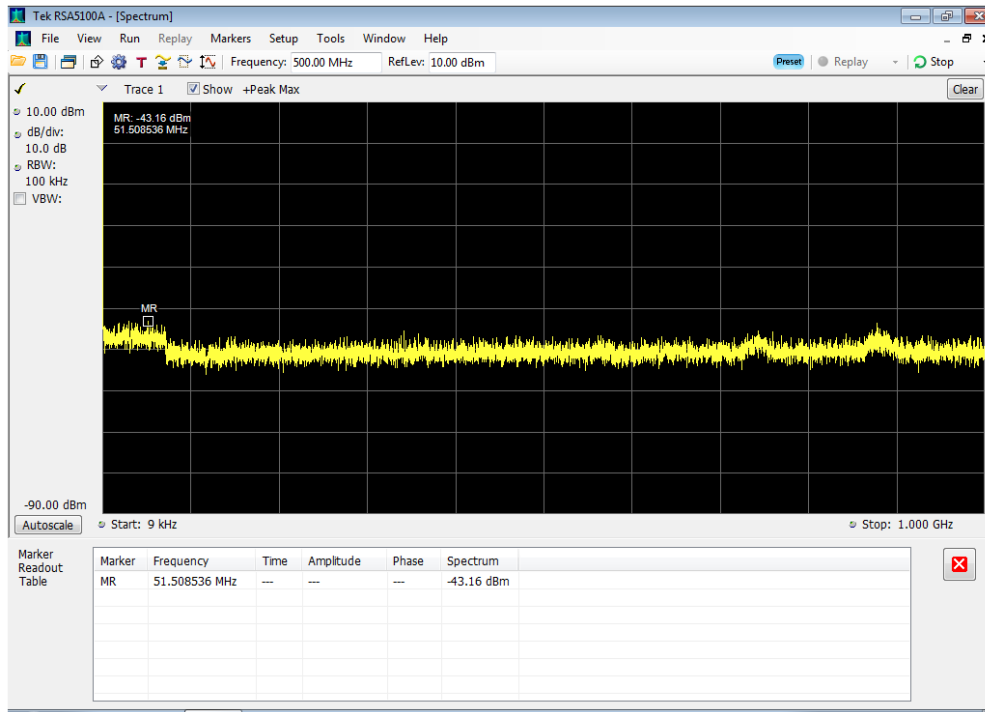 Tek RSA5100A - [Spectrum]
File View Run Replay Markers Setup Tools Window Help
T Frequency: 500.00 MHz RefLev: 10.00 dBm Preset Replay Stop
Trace 1 Show +Peak Max Clear
10.00 dBm
dB/div:
10.0 dB
RBW:
100 kHz
VBW:
MR: -43.16 dBm
51.508536 MHz
MR
-90.00 dBm
Autoscale Start: 9 kHz Stop: 1.000 GHz
Marker
Readout
Table
Marker Frequency Time Amplitude Phase Spectrum
MR 51.508536 MHz --- --- --- -43.16 dBm